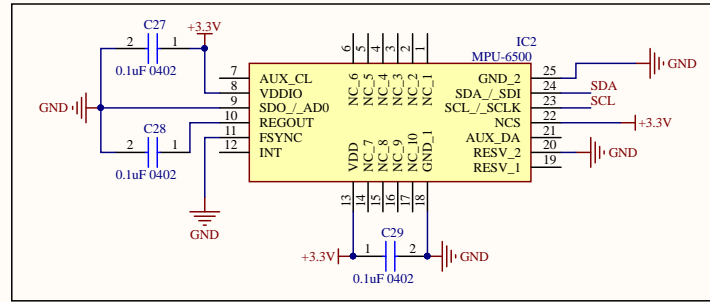 C27
+3.3V
2
1
0.1uF 0402
GND
C28
2
1
0.1uF 0402
GND
7
8
9
10
11
12
AUX_CL
VDDIO
SDO_/_AD0
REGOUT
FSYNC
INT
6
5
4
3
2
1
NC_6
NC_5
NC_4
NC_3
NC_2
NC_1
IC2
MPU-6500
GND_2
SDA_/_SDI
SCL_/_SCLK
NCS
AUX_DA
RESV_2
RESV_1
25
24
23
22
21
20
19
GND
SDA
SCL
+3.3V
GND
VDD
NC_7
NC_8
NC_9
NC_10
GND_1
13
14
15
16
17
18
C29
+3.3V
1
2
GND
0.1uF 0402